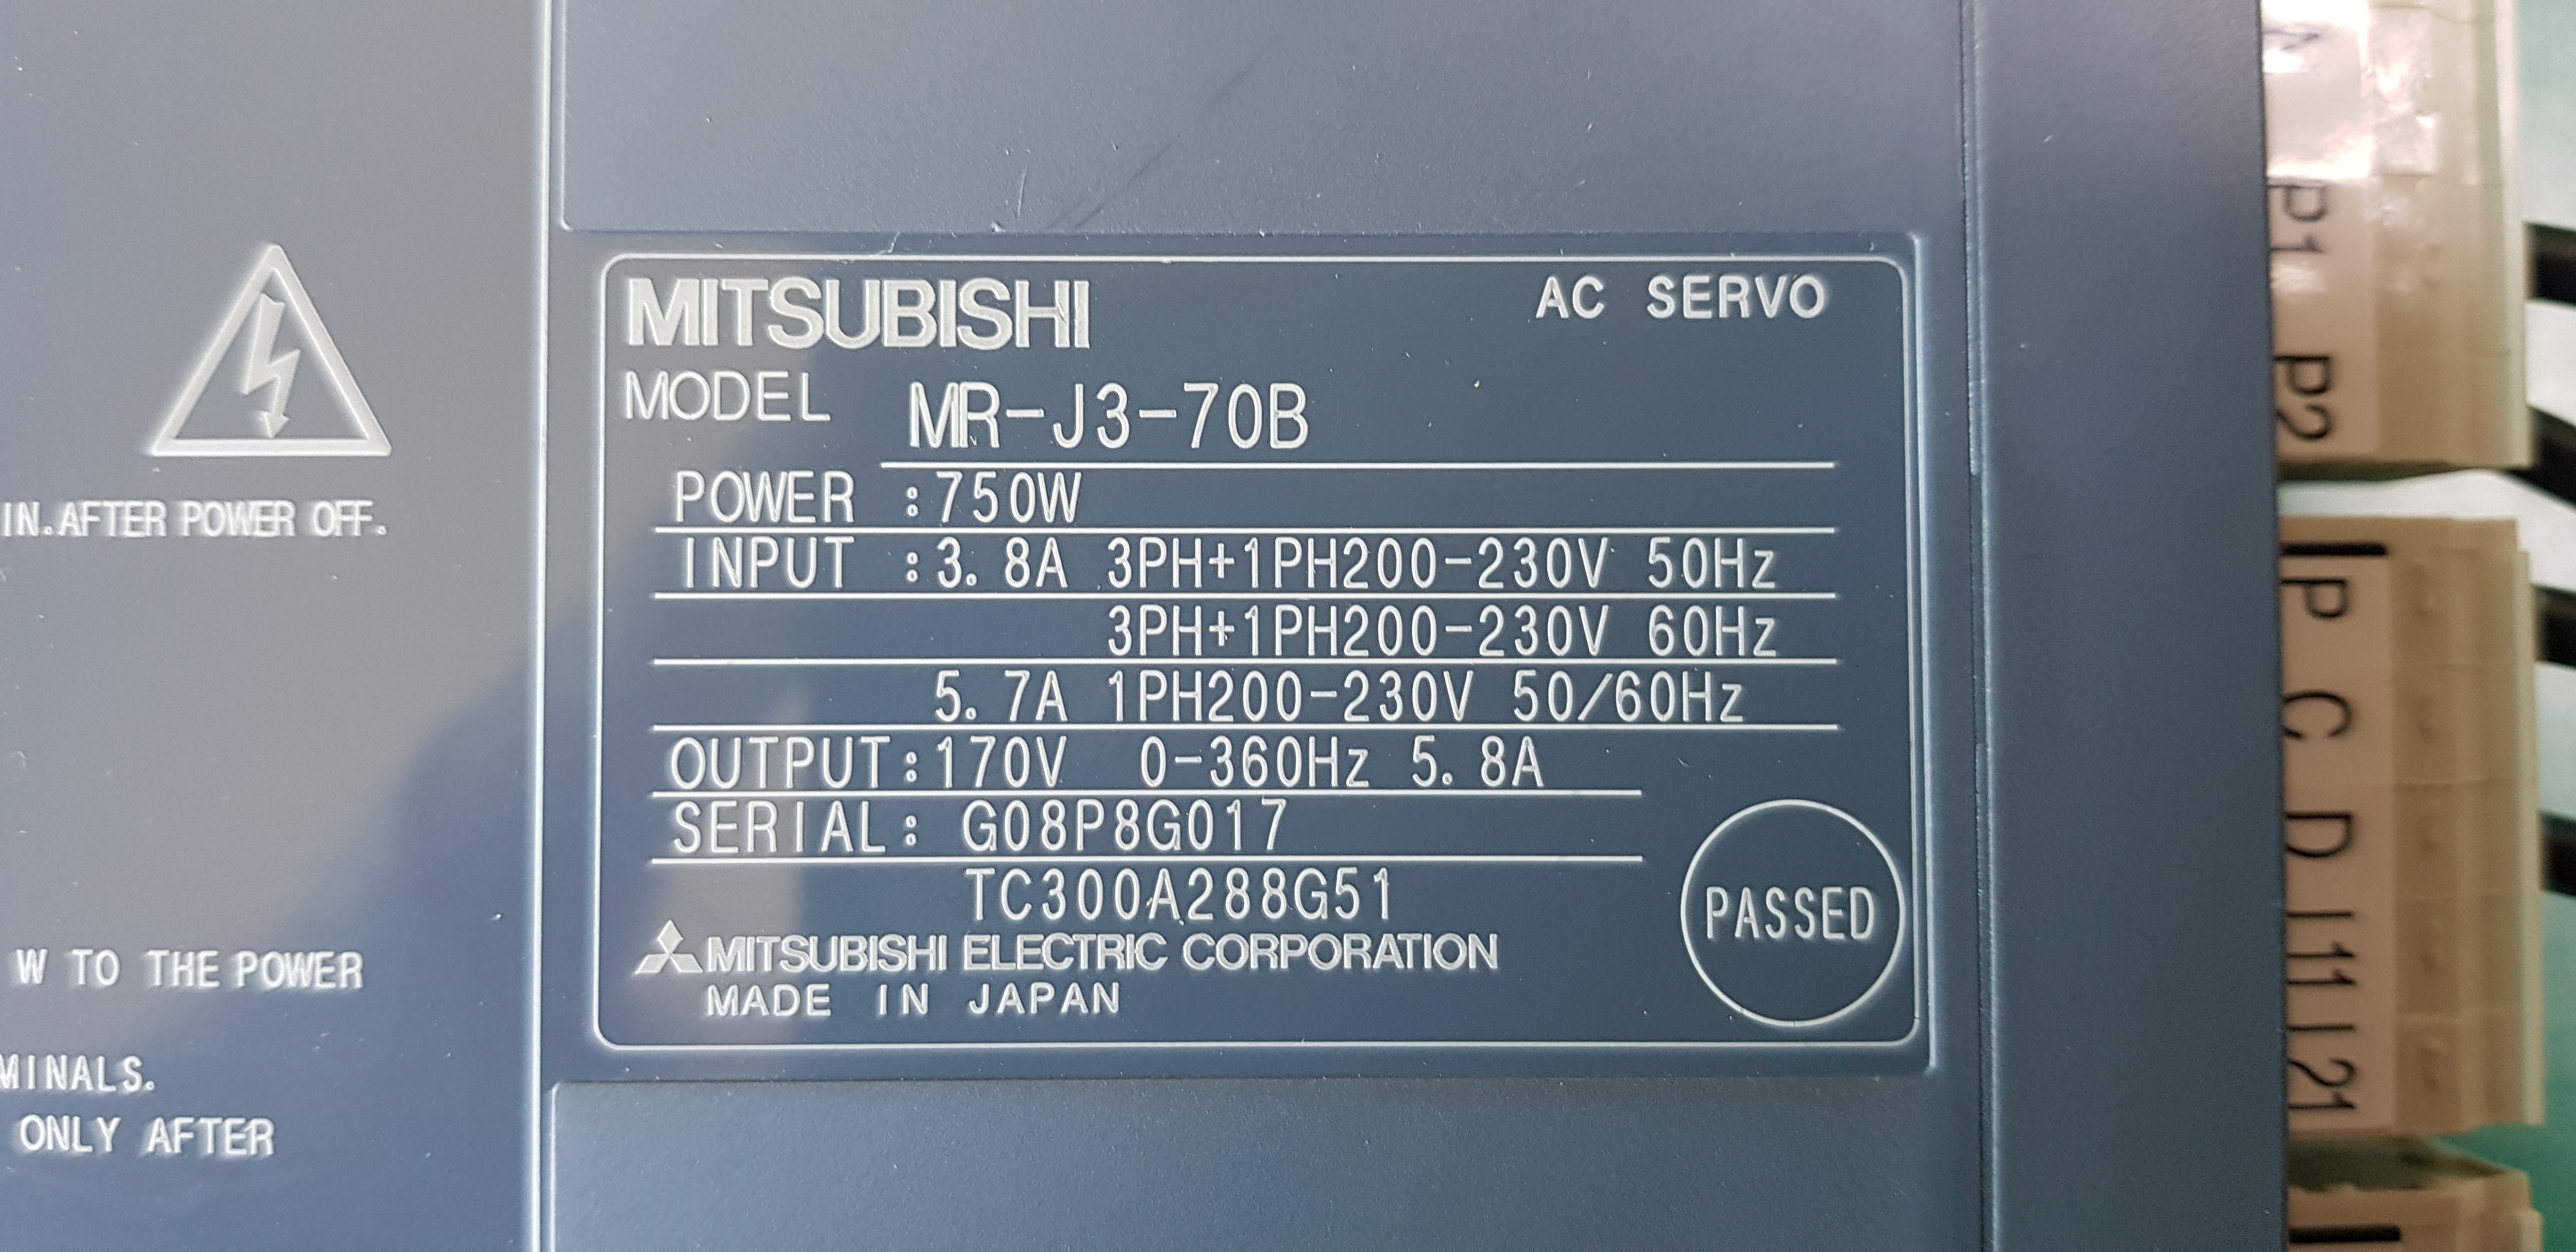 IN.AFTER POWER OFF.
W TO THE POWER
MINALS.
ONLY AFTER
MITSUBISHI
AC SERVO
MODEL MR-J3-70B
POWER :750W
INPUT :3.8A 3PH+1PH200-230V 50Hz
3PH+1PH200-230V 60Hz
5.7A 1PH200-230V 50/60Hz
OUTPUT:170V 0-360Hz 5.8A
SERIAL: G08P8G017
TC300A288G51
MITSUBISHI ELECTRIC CORPORATION
MADE IN JAPAN
PASSED
P1
P2
P
C
D
L11
L21